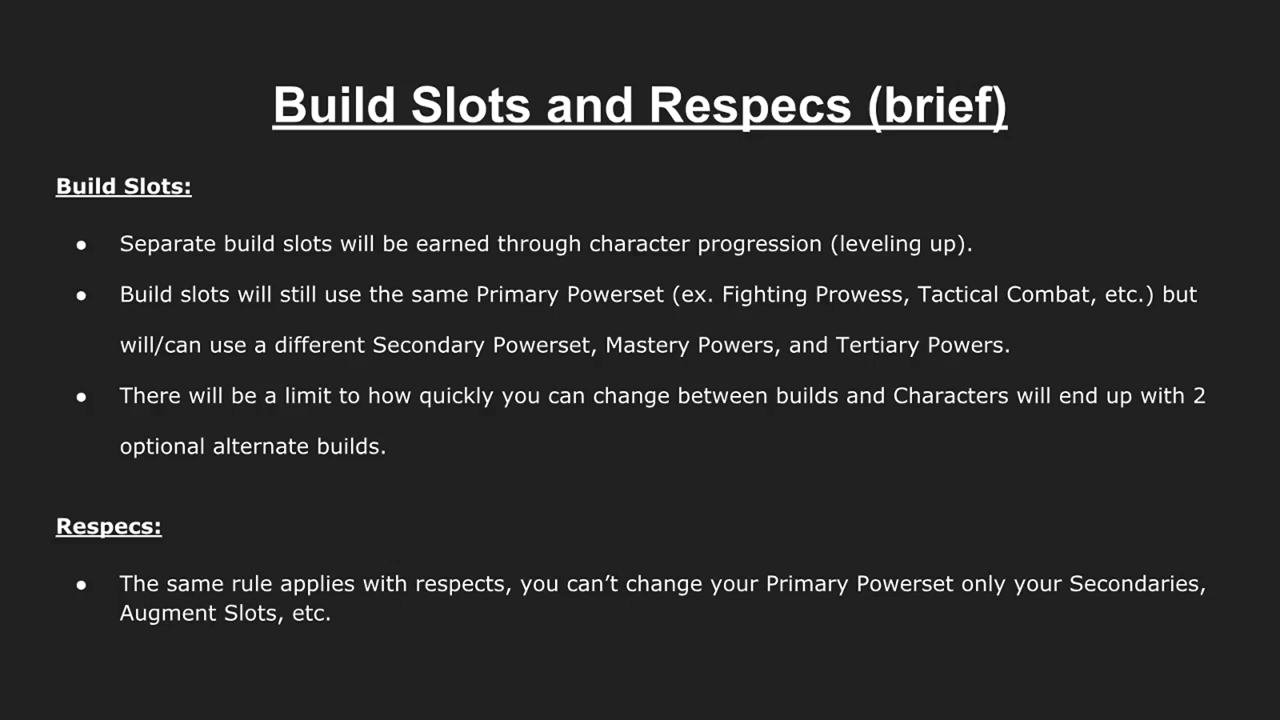 Build Slots and Respecs (brief)
Build Slots:
● Separate build slots will be earned through character progression (leveling up).
● Build slots will still use the same Primary Powerset (ex. Fighting Prowess, Tactical Combat, etc.) but
will/can use a different Secondary Powerset, Mastery Powers, and Tertiary Powers.
● There will be a limit to how quickly you can change between builds and Characters will end up with 2
optional alternate builds.
Respecs:
● The same rule applies with respects, you can’t change your Primary Powerset only your Secondaries,
Augment Slots, etc.